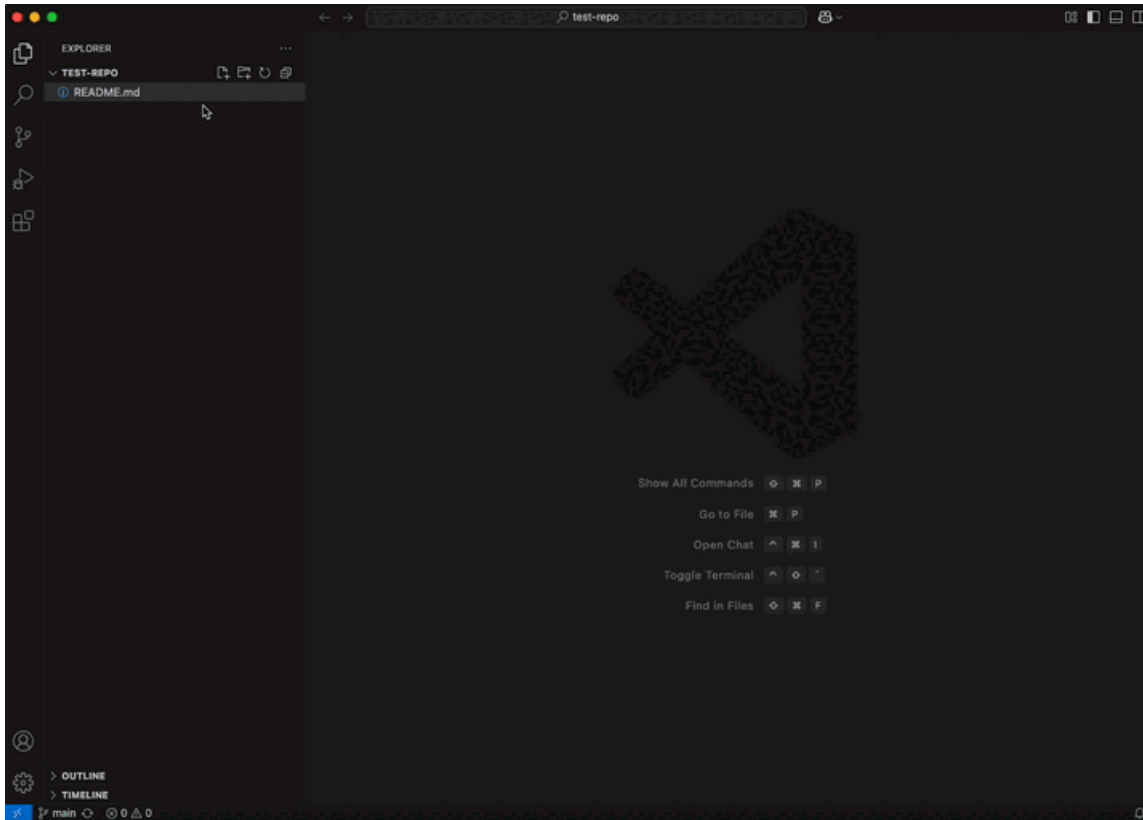 test-repo
EXPLORER
TEST-REPO
README.md
Show All Commands ⇧ ⌘ P
Go to File ⌘ P
Open Chat ^ ⌘ I
Toggle Terminal ^ ⇧ `
Find in Files ⇧ ⌘ F
OUTLINE
TIMELINE
main 0 0